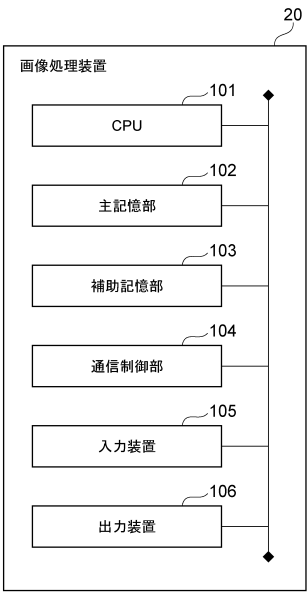 20
画像処理装置
101
CPU
102
主記憶部
103
補助記憶部
104
通信制御部
105
入力装置
106
出力装置